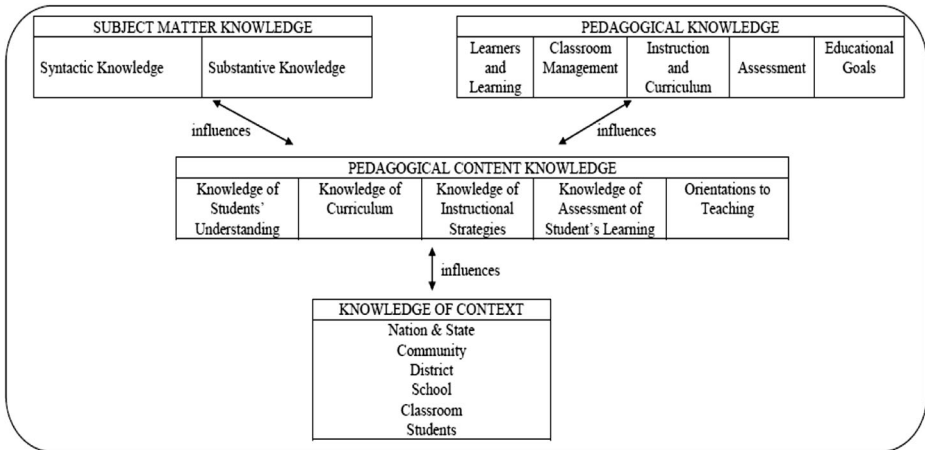 SUBJECT MATTER KNOWLEDGE
Syntactic Knowledge
Substantive Knowledge
PEDAGOGICAL KNOWLEDGE
Learners
and
Learning
Classroom
Management
Instruction
and
Curriculum
Assessment
Educational
Goals
influences
influences
PEDAGOGICAL CONTENT KNOWLEDGE
Knowledge of
Students'
Understanding
Knowledge of
Curriculum
Knowledge of
Instructional
Strategies
Knowledge of
Assessment of
Student's Learning
Orientations to
Teaching
influences
KNOWLEDGE OF CONTEXT
Nation & State
Community
District
School
Classroom
Students